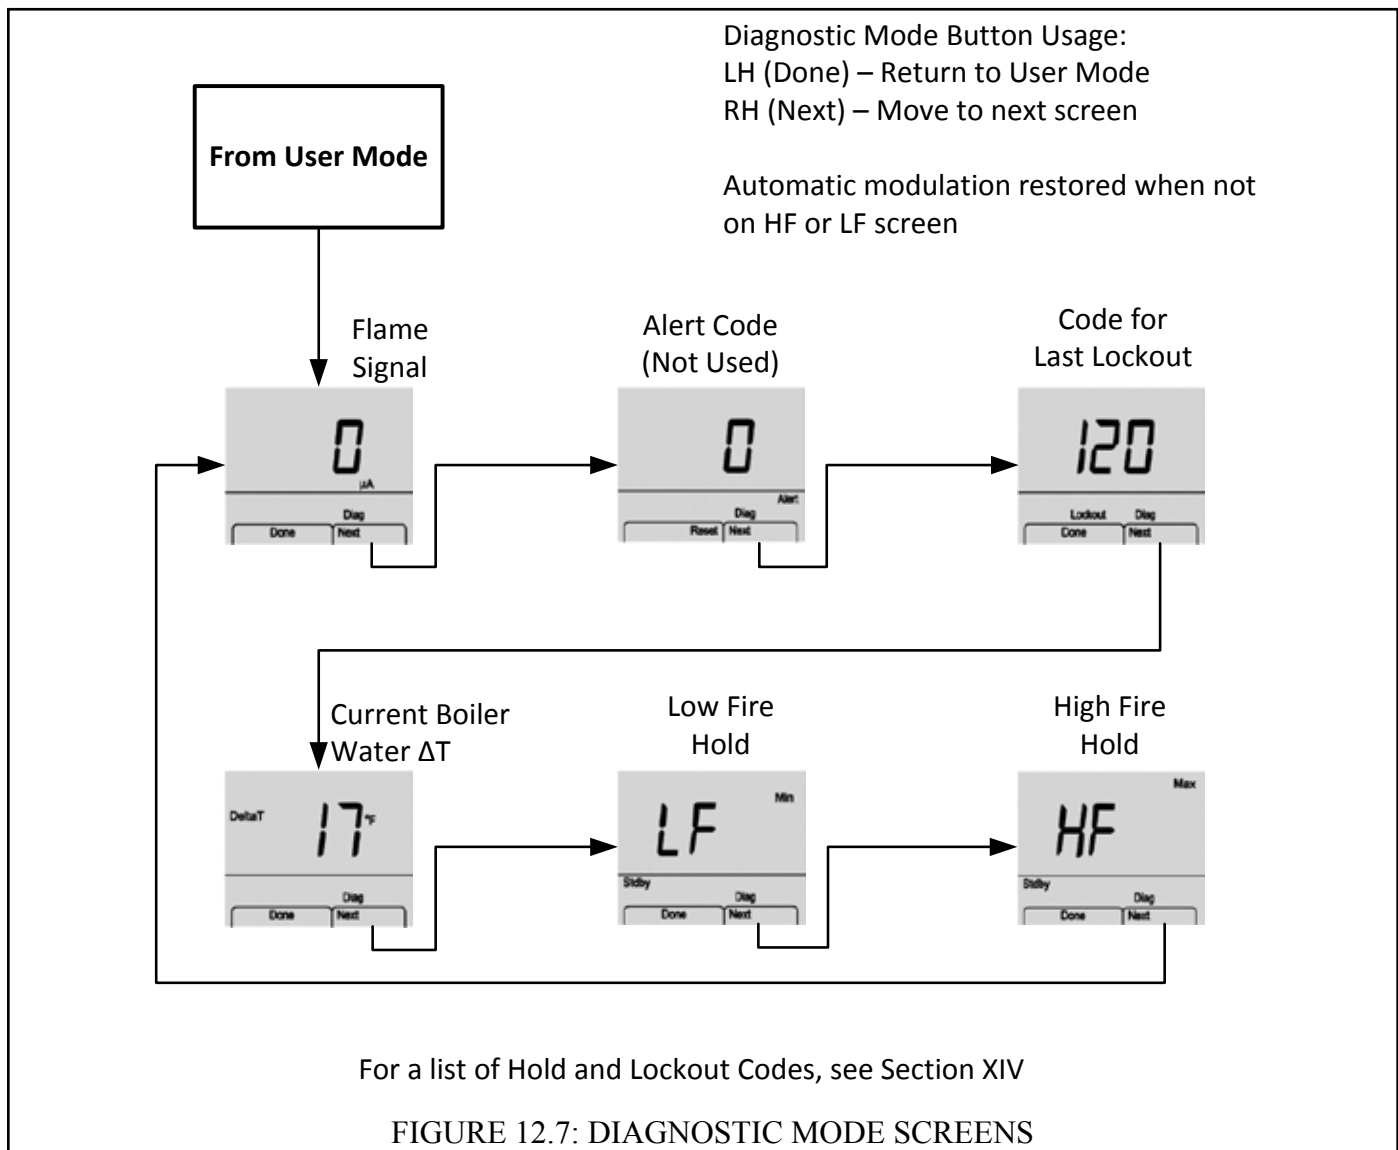 Diagnostic Mode Button Usage:
LH (Done) – Return to User Mode
RH (Next) – Move to next screen
Automatic modulation restored when not
on HF or LF screen
From User Mode
Flame
Signal
0
µA
Diag
Done Next
Alert Code
(Not Used)
0
Alert
Diag
Reset Next
Code for
Last Lockout
120
Lockout Diag
Done Next
Current Boiler
Water ΔT
DeltaT 17 °F
Diag
Done Next
Low Fire
Hold
Min
LF
Stdby
Diag
Done Next
High Fire
Hold
Max
HF
Stdby
Diag
Done Next
For a list of Hold and Lockout Codes, see Section XIV
FIGURE 12.7: DIAGNOSTIC MODE SCREENS